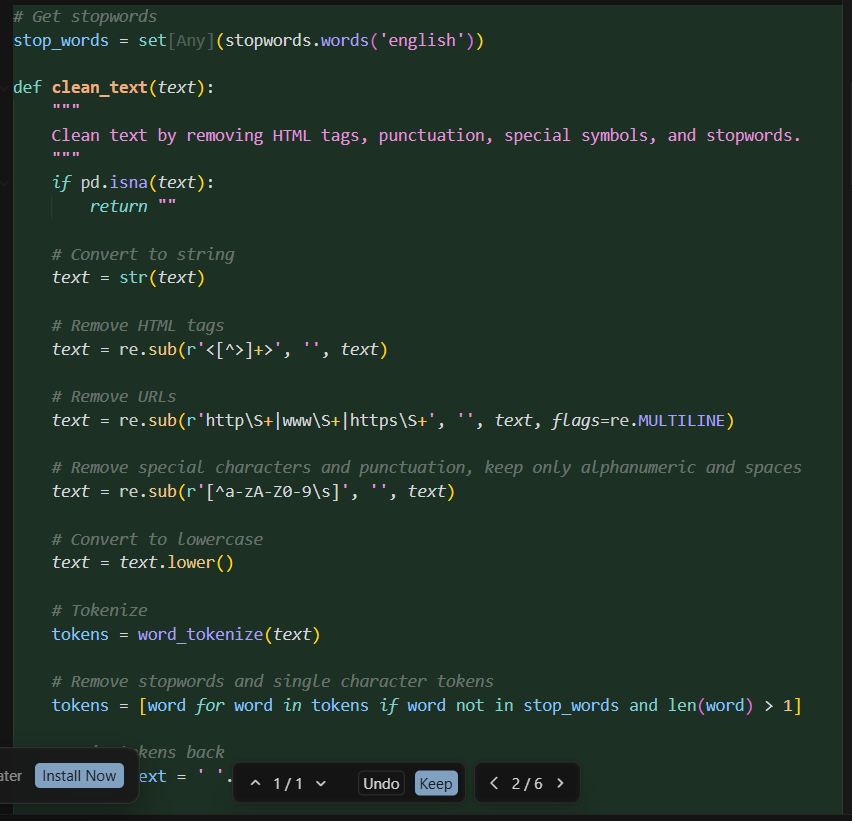 # Get stopwords
stop_words = set[Any](stopwords.words('english'))
def clean_text(text):
"""
Clean text by removing HTML tags, punctuation, special symbols, and stopwords.
"""
if pd.isna(text):
return ""
# Convert to string
text = str(text)
# Remove HTML tags
text = re.sub(r'<[^>]+>', '', text)
# Remove URLs
text = re.sub(r'http\S+|www\S+|https\S+', '', text, flags=re.MULTILINE)
# Remove special characters and punctuation, keep only alphanumeric and spaces
text = re.sub(r'[^a-zA-Z0-9\s]', '', text)
# Convert to lowercase
text = text.lower()
# Tokenize
tokens = word_tokenize(text)
# Remove stopwords and single character tokens
tokens = [word for word in tokens if word not in stop_words and len(word) > 1]
kens back
ater Install Now ext = ' '.
1/1 Undo Keep 2/6